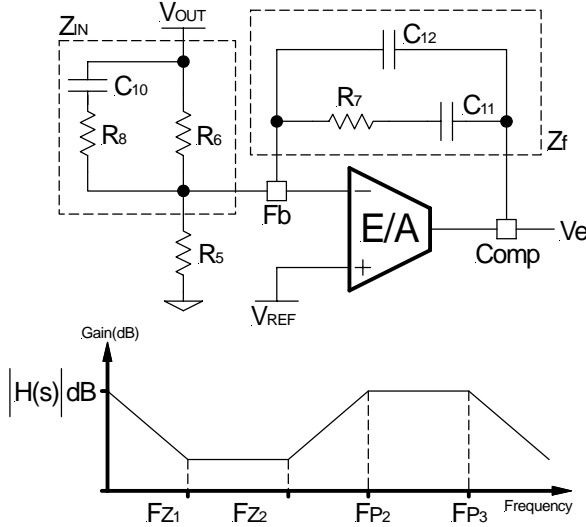 ZIN
VOUT
C10
R8
R6
R5
C12
R7
C11
Zf
Fb
E/A
Ve
Comp
VREF
Gain(dB)
|H(s)| dB
FZ1
FZ2
FP2
FP3
Frequency